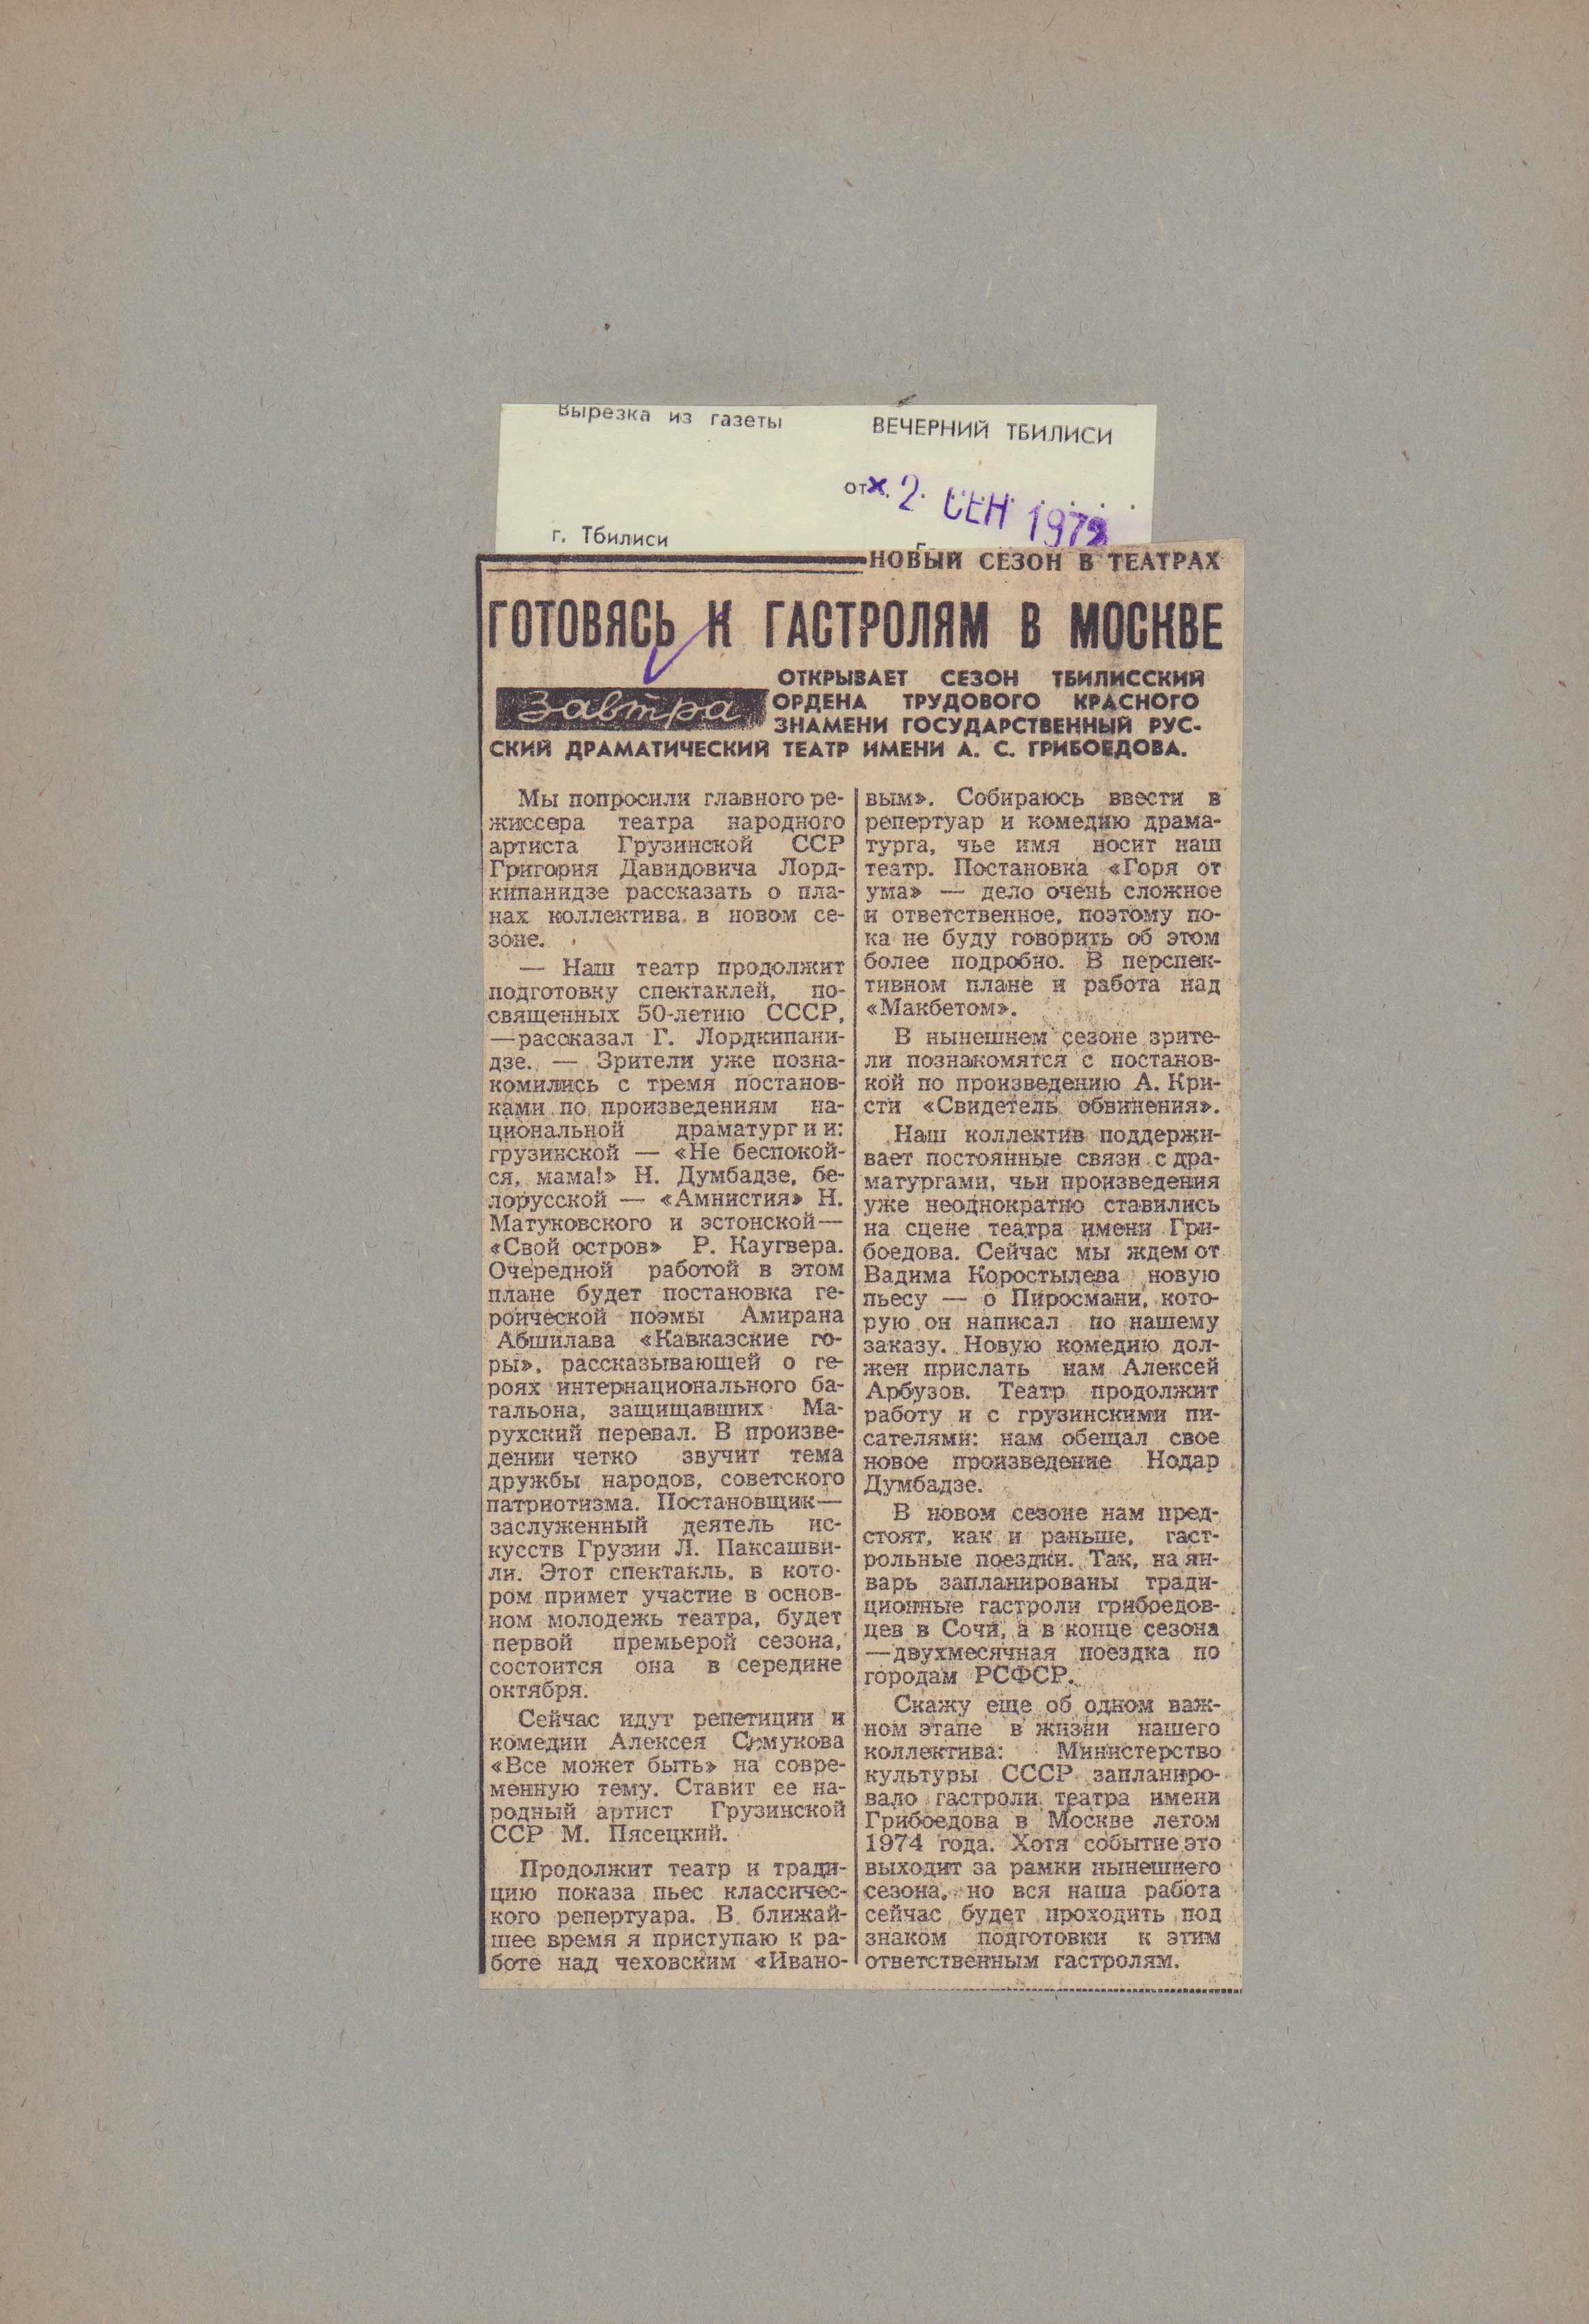 Вырезка из газеты
ВЕЧЕРНИЙ ТБИЛИСИ
от 2 СЕН 1972
г. Тбилиси
НОВЫЙ СЕЗОН В ТЕАТРАХ
ГОТОВЯСЬ К ГАСТРОЛЯМ В МОСКВЕ
Завтра
ОТКРЫВАЕТ СЕЗОН ТБИЛИССКИЙ
ОРДЕНА ТРУДОВОГО КРАСНОГО
ЗНАМЕНИ ГОСУДАРСТВЕННЫЙ РУС-
СКИЙ ДРАМАТИЧЕСКИЙ ТЕАТР ИМЕНИ А. С. ГРИБОЕДОВА.
Мы попросили главного ре-
жиссера театра народного
артиста Грузинской ССР
Григория Давидовича Лорд-
кипанидзе рассказать о пла-
нах коллектива в новом се-
зоне.
— Наш театр продолжит
подготовку спектаклей, по-
священных 50-летию СССР,
—рассказал Г. Лордкипани-
дзе. — Зрители уже позна-
комились с тремя постанов-
ками по произведениям на-
циональной драматург и и:
грузинской — «Не беспокой-
ся, мама!» Н. Думбадзе, бе-
лорусской — «Амнистия» Н.
Матуковского и эстонской—
«Свой остров» Р. Каугвера.
Очередной работой в этом
плане будет постановка ге-
роической поэмы Амирана
Абшилава «Кавказские го-
ры», рассказывающей о ге-
роях интернационального ба-
тальона, защищавших Ма-
рухский перевал. В произве-
дении четко звучит тема
дружбы народов, советского
патриотизма. Постановщик—
заслуженный деятель ис-
кусств Грузии Л. Паксашви-
ли. Этот спектакль, в кото-
ром примет участие в основ-
ном молодежь театра, будет
первой премьерой сезона,
состоится она в середине
октября.
Сейчас идут репетиции и
комедии Алексея Симукова
«Все может быть» на совре-
менную тему. Ставит ее на-
родный артист Грузинской
ССР М. Пясецкий.
Продолжит театр и тради-
цию показа пьес классичес-
кого репертуара. В ближай-
шее время я приступаю к ра-
боте над чеховским «Ивано-
вым». Собираюсь ввести в
репертуар и комедию драма-
турга, чье имя носит наш
театр. Постановка «Горя от
ума» — дело очень сложное
и ответственное, поэтому по-
ка не буду говорить об этом
более подробно. В перспек-
тивном плане и работа над
«Макбетом».
В нынешнем сезоне зрите-
ли познакомятся с постанов-
кой по произведению А. Кри-
сти «Свидетель обвинения».
Наш коллектив поддержи-
вает постоянные связи с дра-
матургами, чьи произведения
уже неоднократно ставились
на сцене театра имени Гри-
боедова. Сейчас мы ждем от
Вадима Коростылева новую
пьесу — о Пиросмани, кото-
рую он написал по нашему
заказу. Новую комедию дол-
жен прислать нам Алексей
Арбузов. Театр продолжит
работу и с грузинскими пи-
сателями: нам обещал свое
новое произведение Нодар
Думбадзе.
В новом сезоне нам пред-
стоят, как и раньше, гаст-
рольные поездки. Так, на ян-
варь запланированы тради-
ционные гастроли грибоедов-
цев в Сочи, а в конце сезона
—двухмесячная поездка по
городам РСФСР.
Скажу еще об одном важ-
ном этапе в жизни нашего
коллектива: Министерство
культуры СССР запланиро-
вало гастроли театра имени
Грибоедова в Москве летом
1974 года. Хотя событие это
выходит за рамки нынешнего
сезона, но вся наша работа
сейчас будет проходить под
знаком подготовки к этим
ответственным гастролям.